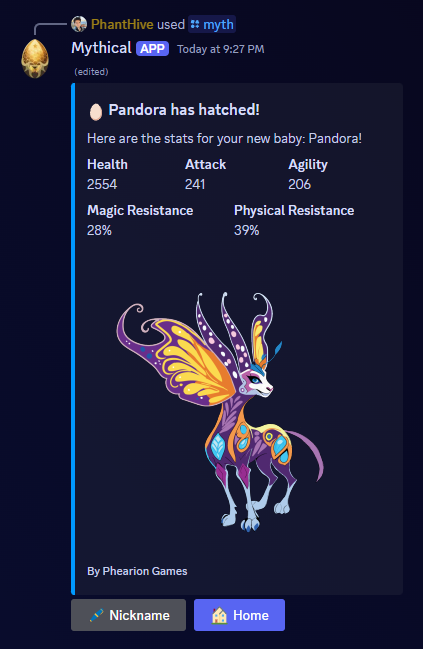 PhantHive used myth
Mythical APP Today at 9:27 PM
(edited)
Pandora has hatched!
Here are the stats for your new baby: Pandora!
Health Attack Agility
2554 241 206
Magic Resistance Physical Resistance
28% 39%
By Phearion Games
Nickname Home